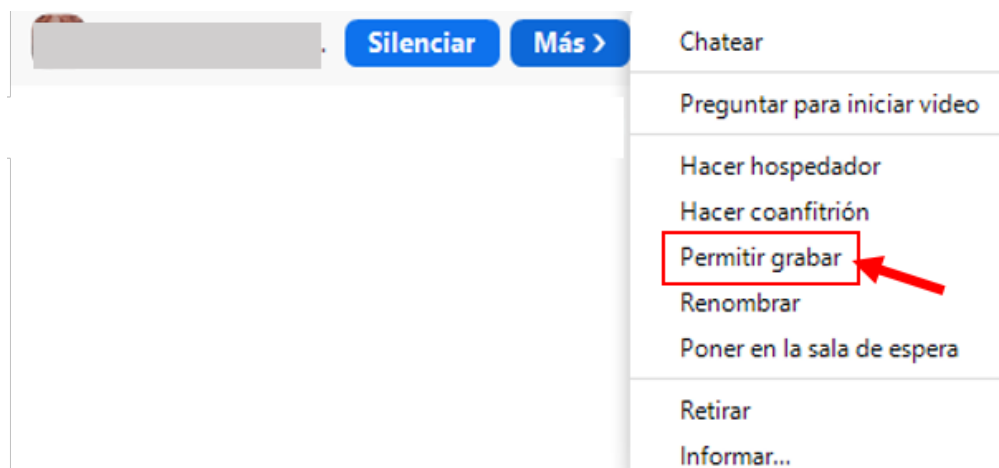 Silenciar
Más >
Chatear
Preguntar para iniciar video
Hacer hospedador
Hacer coanfitrión
Permitir grabar
Renombrar
Poner en la sala de espera
Retirar
Informar...